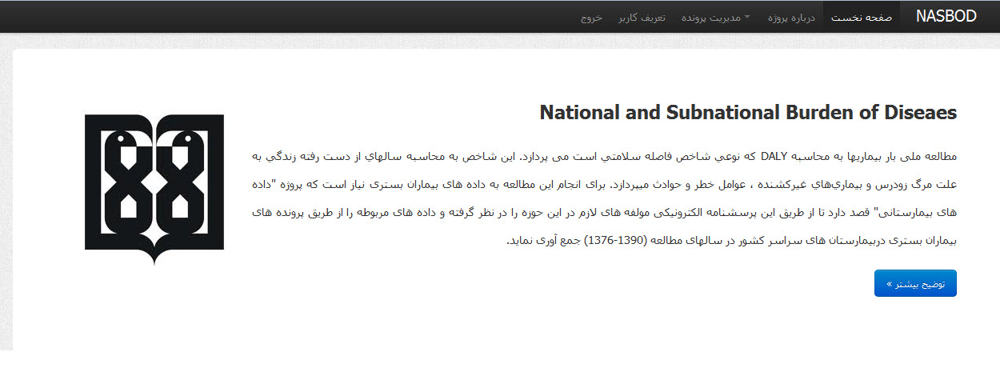 NASBOD
صفحه نخست
درباره پروژه
مدیریت پرونده
تعریف کاربر
خروج
National and Subnational Burden of Diseaes
مطالعه ملی بار بیماریها به محاسبه DALY که نوعي شاخص فاصله سلامتي است می پردازد. این شاخص به محاسبه سالهاي از دست رفته زندگي به
علت مرگ زودرس و بیماري‌هاي غیرکشنده ، عوامل خطر و حوادث میپردازد. برای انجام این مطالعه به داده های بیماران بستری نیاز است که پروژه "داده
های بیمارستانی" قصد دارد تا از طریق این پرسشنامه الکترونیکی مولفه های لازم در این حوزه را در نظر گرفته و داده های مربوطه را از طریق پرونده های
بیماران بستری دربیمارستان های سراسر کشور در سالهای مطالعه (1390-1376) جمع آوری نماید.
توضیح بیشتر »